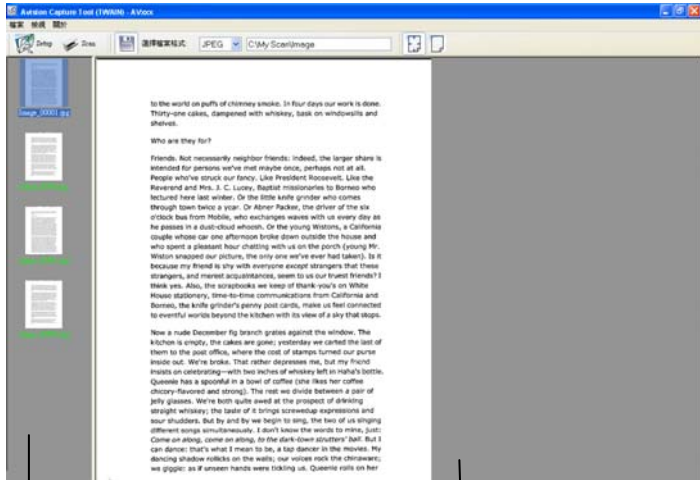 Avision Capture Tool (TWAIN) - AVxxx
檔案 檢視 關於
Setup Scan 選擇檔案格式 JPEG C:\My Scan\Image
Image_00001.jpg
to the world on puffs of chimney smoke. In four days our work is done.
Thirty-one cakes, dampened with whiskey, bask on windowsills and
shelves.
Who are they for?
Friends. Not necessarily neighbor friends: indeed, the larger share is
intended for persons we've met maybe once, perhaps not at all.
People who've struck our fancy. Like President Roosevelt. Like the
Reverend and Mrs. J. C. Lucey, Baptist missionaries to Borneo who
lectured here last winter. Or the little knife grinder who comes
through town twice a year. Or Abner Packer, the driver of the six
o'clock bus from Mobile, who exchanges waves with us every day as
he passes in a dust-cloud whoosh. Or the young Wistons, a California
couple whose car one afternoon broke down outside the house and
who spent a pleasant hour chatting with us on the porch (young Mr.
Wiston snapped our picture, the only one we've ever had taken). Is it
because my friend is shy with everyone except strangers that these
strangers, and merest acquaintances, seem to us our truest friends? I
think yes. Also, the scrapbooks we keep of thank-you's on White
House stationery, time-to-time communications from California and
Borneo, the knife grinder's penny post cards, make us feel connected
to eventful worlds beyond the kitchen with its view of a sky that stops.
Now a nude December fig branch grates against the window. The
kitchen is empty, the cakes are gone; yesterday we carted the last of
them to the post office, where the cost of stamps turned our purse
inside out. We're broke. That rather depresses me, but my friend
insists on celebrating—with two inches of whiskey left in Haha's bottle.
Queenie has a spoonful in a bowl of coffee (she likes her coffee
chicory-flavored and strong). The rest we divide between a pair of
jelly glasses. We're both quite awed at the prospect of drinking
straight whiskey; the taste of it brings screwedup expressions and
sour shudders. But by and by we begin to sing, the two of us singing
different songs simultaneously. I don't know the words to mine, just:
Come on along, come on along, to the dark-town strutters' ball. But I
can dance: that's what I mean to be, a tap dancer in the movies. My
dancing shadow rollicks on the walls; our voices rock the chinaware;
we giggle: as if unseen hands were tickling us. Queenie rolls on her